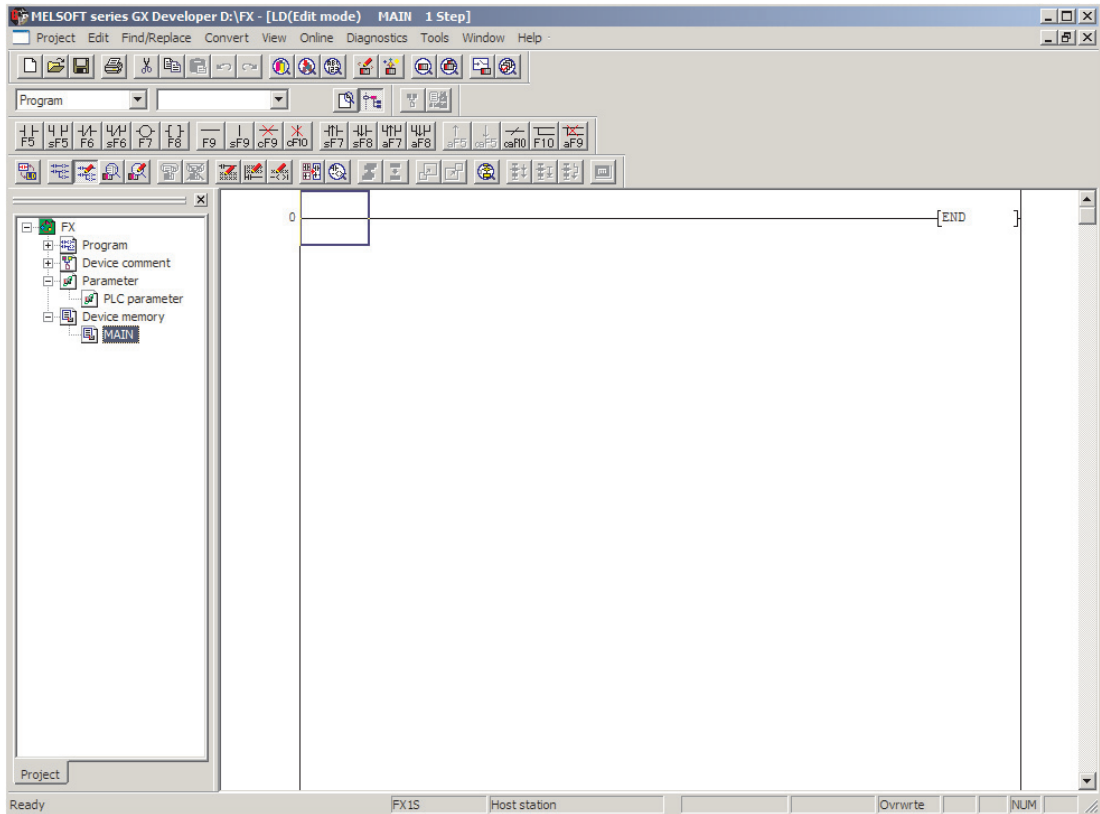 MELSOFT series GX Developer D:\FX - [LD(Edit mode) MAIN 1 Step]
Project Edit Find/Replace Convert View Online Diagnostics Tools Window Help
Program
F5 sF5 F6 sF6 F7 F8 F9 sF9 cF9 cF10 sF7 sF8 aF7 aF8 aF5 caF5 caF10 F10 aF9
0 END
FX
Program
Device comment
Parameter
PLC parameter
Device memory
MAIN
Project
Ready FX1S Host station Ovrwrte NUM